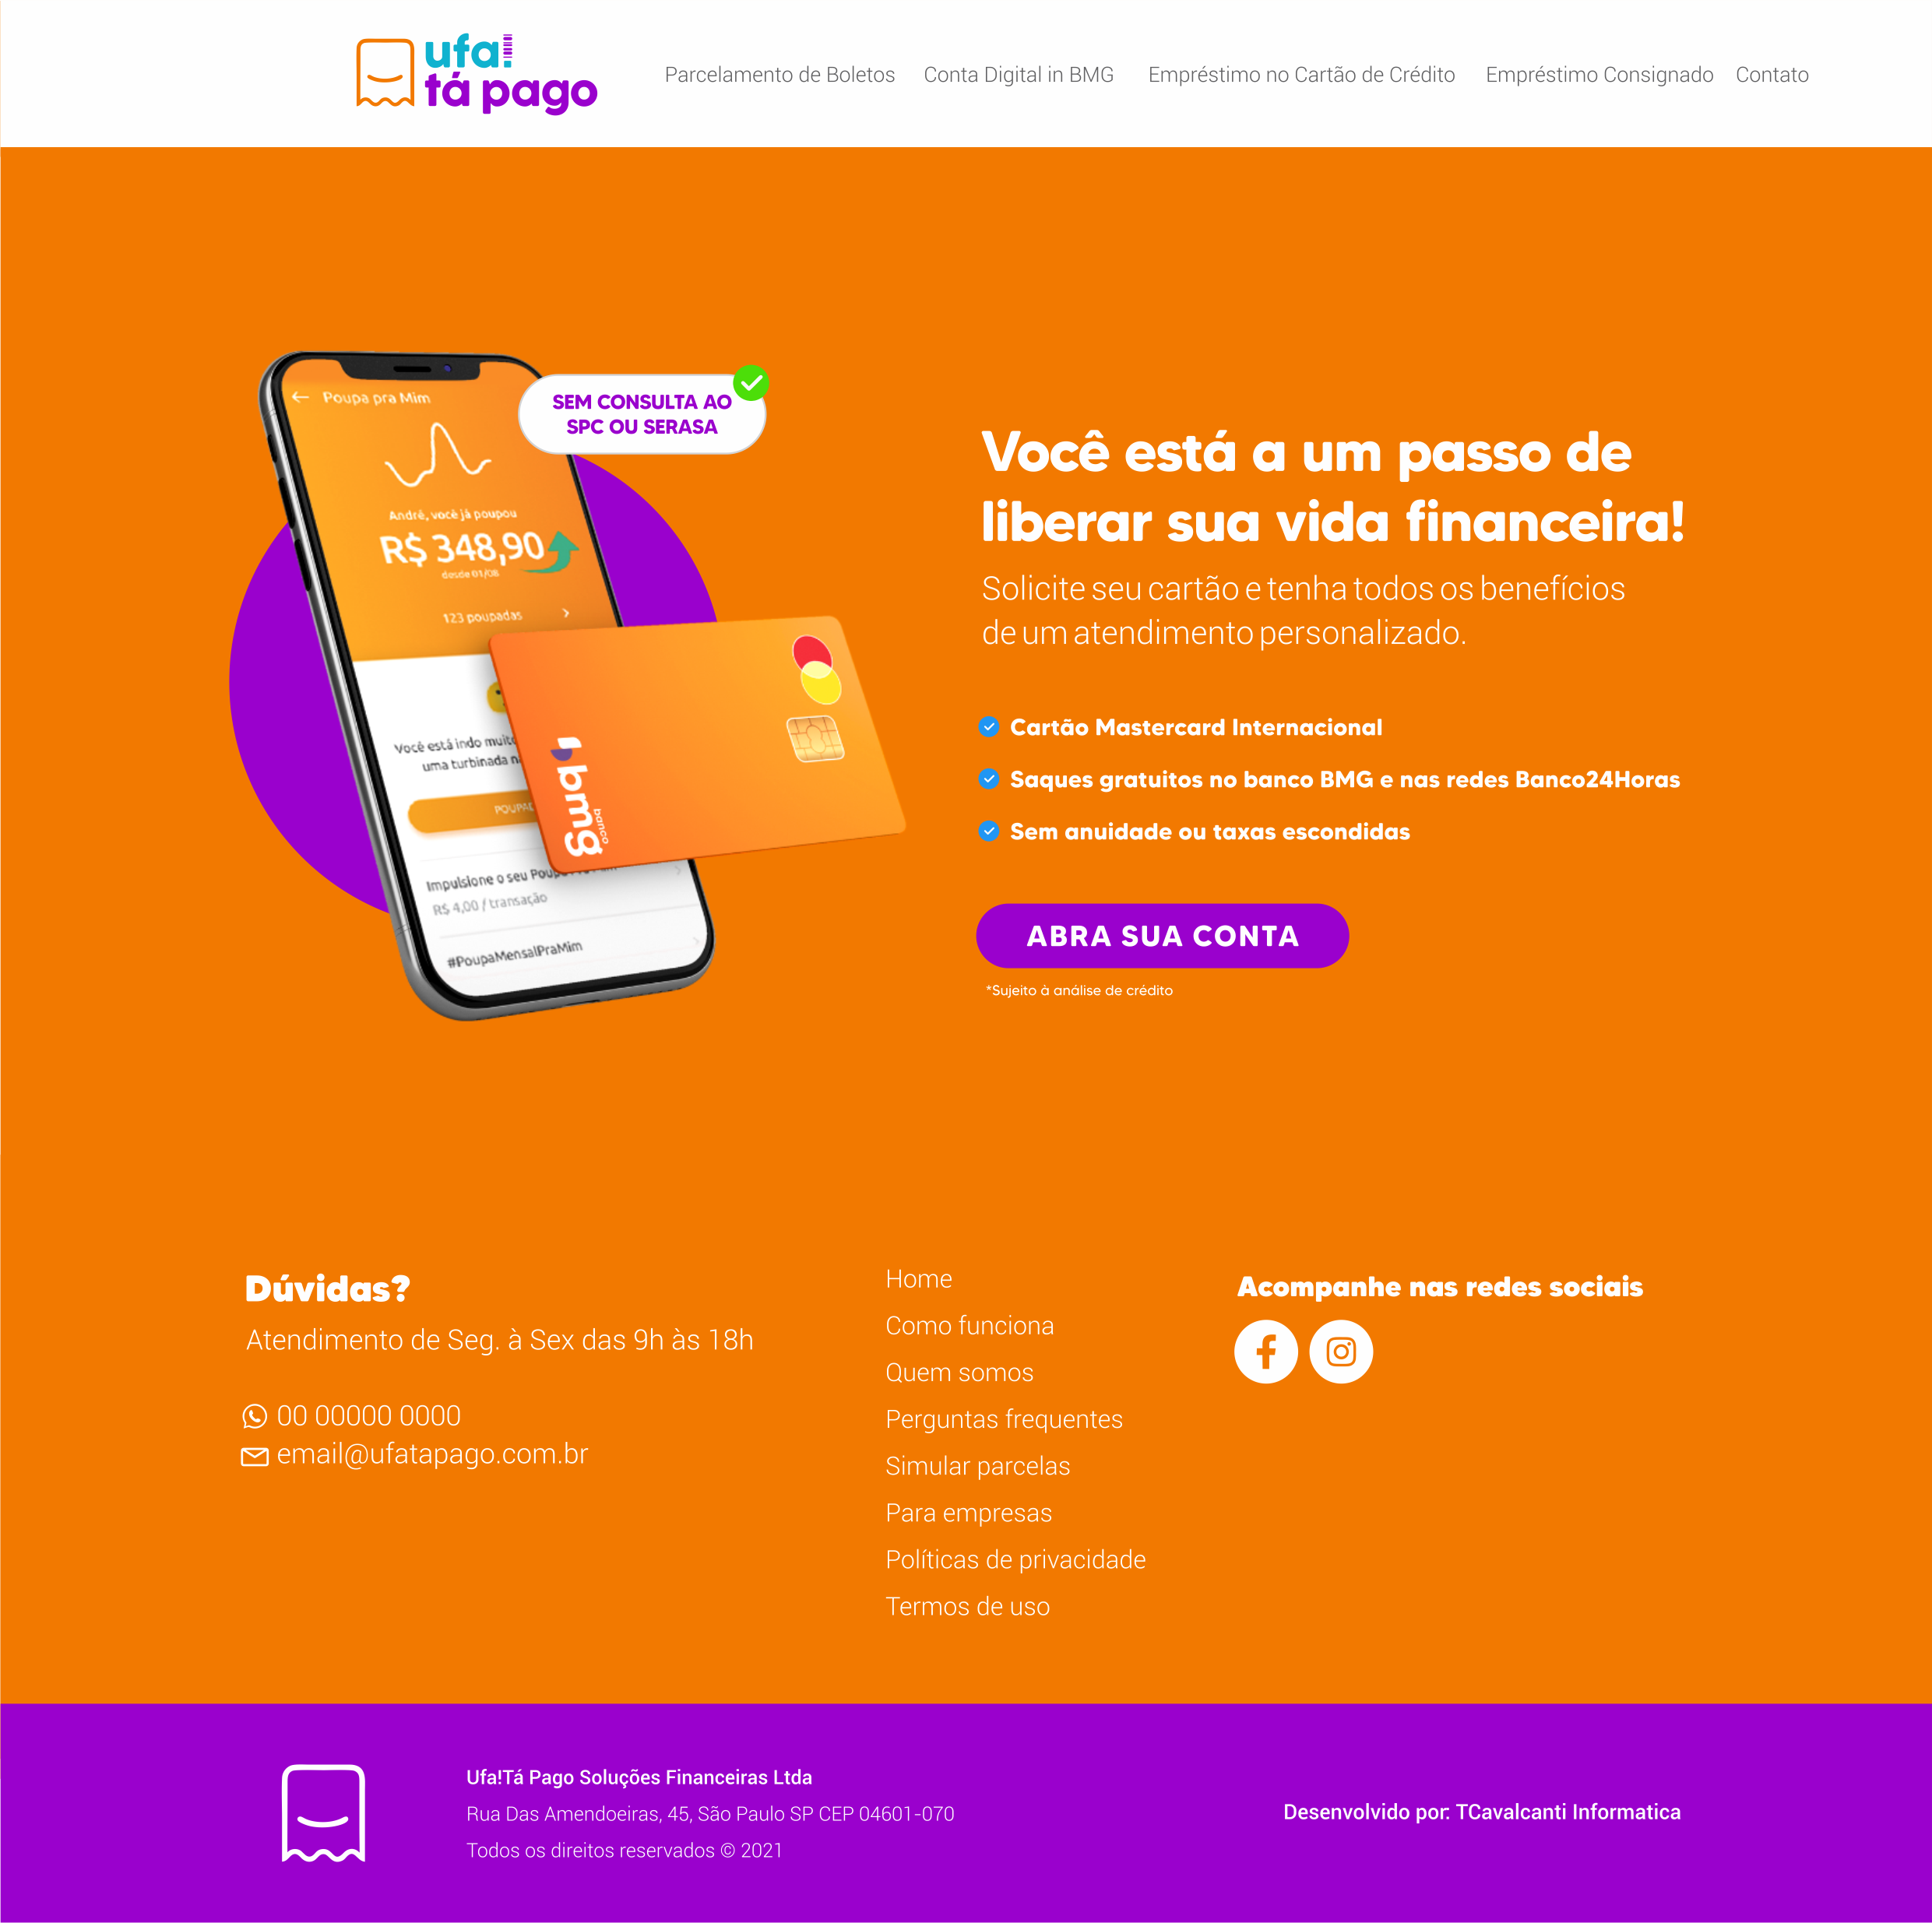 ufa!
tá pago
Parcelamento de Boletos
Conta Digital in BMG
Empréstimo no Cartão de Crédito
Empréstimo Consignado
Contato
Poupa pra Mim
SEM CONSULTA AO
SPC OU SERASA
André, você já poupou
R$ 348,90
desde 01/08
123 poupadas
Você está indo muito
uma turbinada
Impulsione o seu
R$ 4,00 / transação
#PoupaMensalPraMim
banco
bmg
Você está a um passo de
liberar sua vida financeira!
Solicite seu cartão e tenha todos os benefícios
de um atendimento personalizado.
Cartão Mastercard Internacional
Saques gratuitos no banco BMG e nas redes Banco24Horas
Sem anuidade ou taxas escondidas
ABRA SUA CONTA
*Sujeito à análise de crédito
Dúvidas?
Atendimento de Seg. à Sex das 9h às 18h
00 00000 0000
email@ufatapago.com.br
Home
Como funciona
Quem somos
Perguntas frequentes
Simular parcelas
Para empresas
Políticas de privacidade
Termos de uso
Acompanhe nas redes sociais
Ufa!Tá Pago Soluções Financeiras Ltda
Rua Das Amendoeiras, 45, São Paulo SP CEP 04601-070
Todos os direitos reservados © 2021
Desenvolvido por: TCavalcanti Informatica